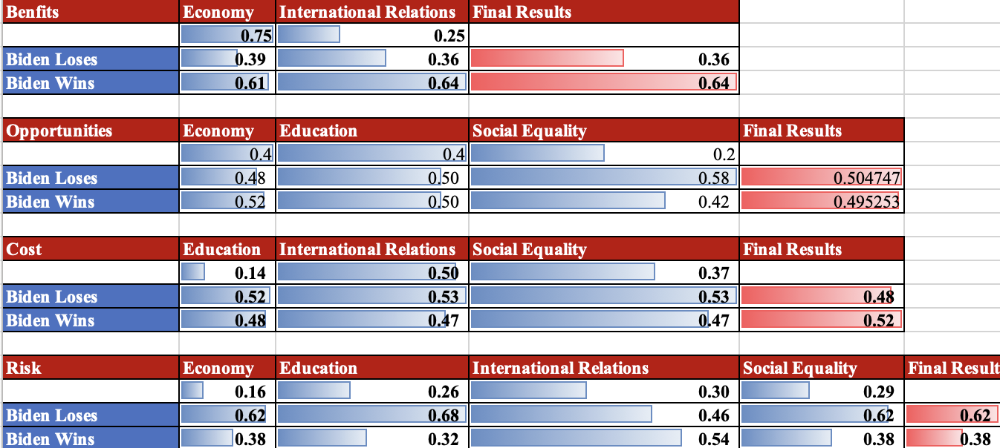 Benfits Economy International Relations Final Results
0.75 0.25
Biden Loses 0.39 0.36 0.36
Biden Wins 0.61 0.64 0.64
Opportunities Economy Education Social Equality Final Results
0.4 0.4 0.2
Biden Loses 0.48 0.50 0.58 0.504747
Biden Wins 0.52 0.50 0.42 0.495253
Cost Education International Relations Social Equality Final Results
0.14 0.50 0.37
Biden Loses 0.52 0.53 0.53 0.48
Biden Wins 0.48 0.47 0.47 0.52
Risk Economy Education International Relations Social Equality Final Result
0.16 0.26 0.30 0.29
Biden Loses 0.62 0.68 0.46 0.62 0.62
Biden Wins 0.38 0.32 0.54 0.38 0.38